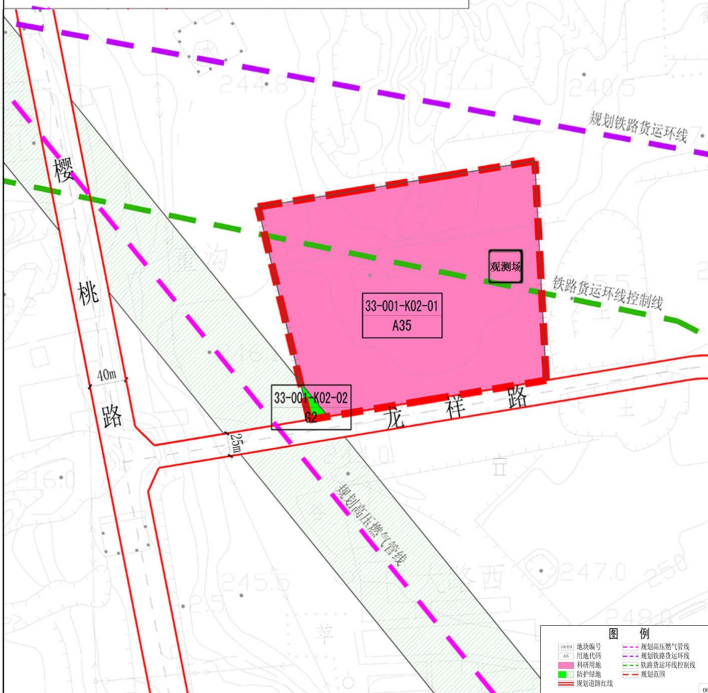 规划铁路货运环线
樱
桃
路
40m
铁路货运环线控制线
观测场
33-001-K02-01
A35
33-001-K02-02
G2
龙祥路
25m
规划高压燃气管线
245.5
47.0
图例
地块编号
用地代码
科研用地
防护绿地
规划道路红线
规划高压燃气管线
规划铁路货运环线
铁路货运环线控制线
规划范围